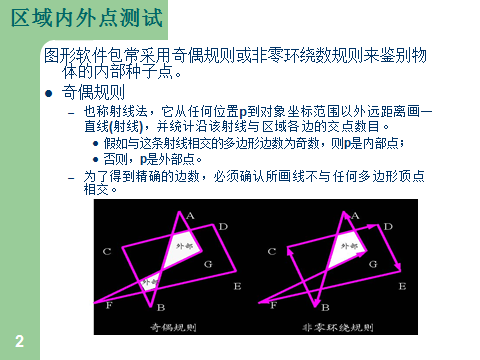 区域内外点测试
图形软件包常采用奇偶规则或非零环绕数规则来鉴别物
体的内部种子点。
奇偶规则
– 也称射线法，它从任何位置p到对象坐标范围以外远距离画一
直线(射线)，并统计沿该射线与区域各边的交点数目。
假如与这条射线相交的多边形边数为奇数，则p是内部点；
否则，p是外部点。
– 为了得到精确的边数，必须确认所画线不与任何多边形顶点
相交。
A
D
C
外部
G
E
外部
F
B
奇偶规则
A
D
C
外部
G
E
F
B
非零环绕规则
2